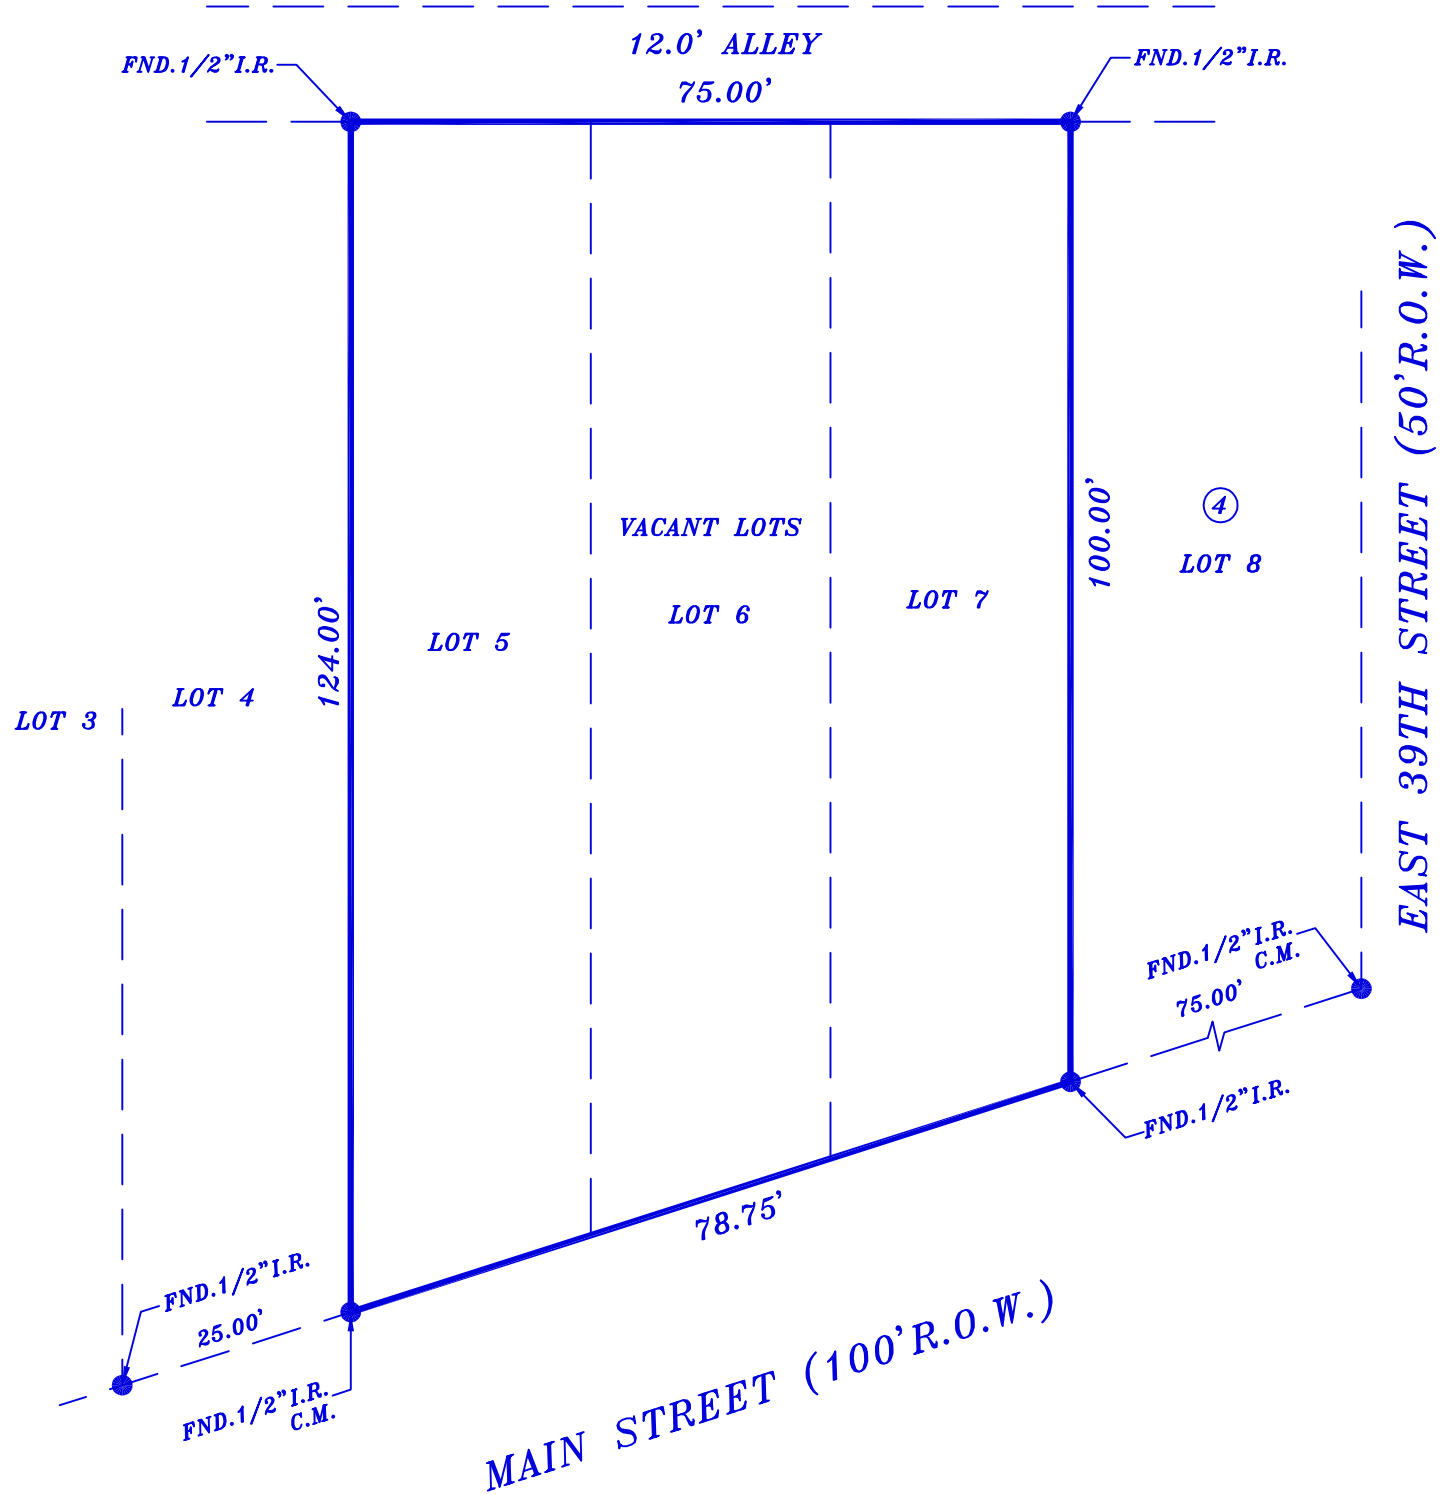 12.0' ALLEY
FND.1/2"I.R.
FND.1/2"I.R.
75.00'
EAST 39TH STREET (50'R.O.W.)
100.00'
4
VACANT LOTS
LOT 8
LOT 7
LOT 6
LOT 5
124.00'
LOT 4
LOT 3
FND.1/2"I.R.
C.M.
75.00'
FND.1/2"I.R.
78.75'
FND.1/2"I.R.
25.00'
FND.1/2"I.R.
C.M.
MAIN STREET (100'R.O.W.)